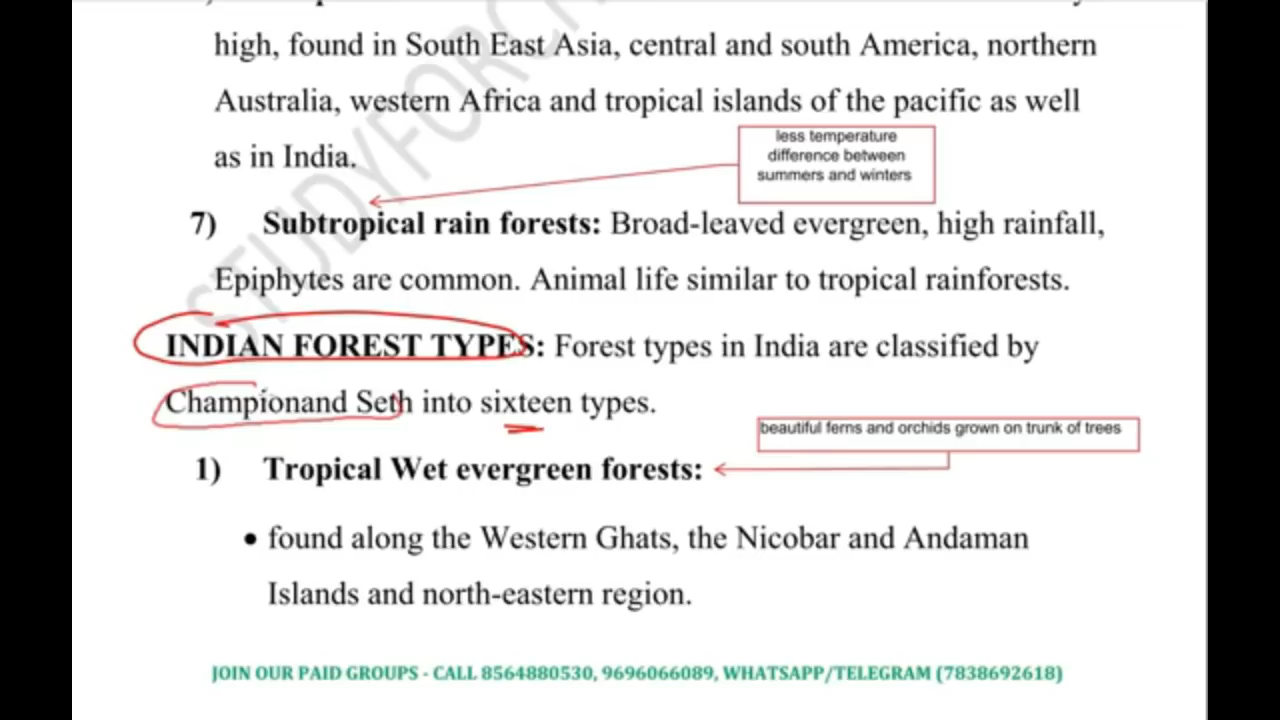 high, found in South East Asia, central and south America, northern
Australia, western Africa and tropical islands of the pacific as well
as in India.
less temperature
difference between
summers and winters
7) Subtropical rain forests: Broad-leaved evergreen, high rainfall,
Epiphytes are common. Animal life similar to tropical rainforests.
INDIAN FOREST TYPES: Forest types in India are classified by
Championand Seth into sixteen types.
beautiful ferns and orchids grown on trunk of trees
1) Tropical Wet evergreen forests:
• found along the Western Ghats, the Nicobar and Andaman
Islands and north-eastern region.
JOIN OUR PAID GROUPS - CALL 8564880530, 9696066089, WHATSAPP/TELEGRAM (7838692618)